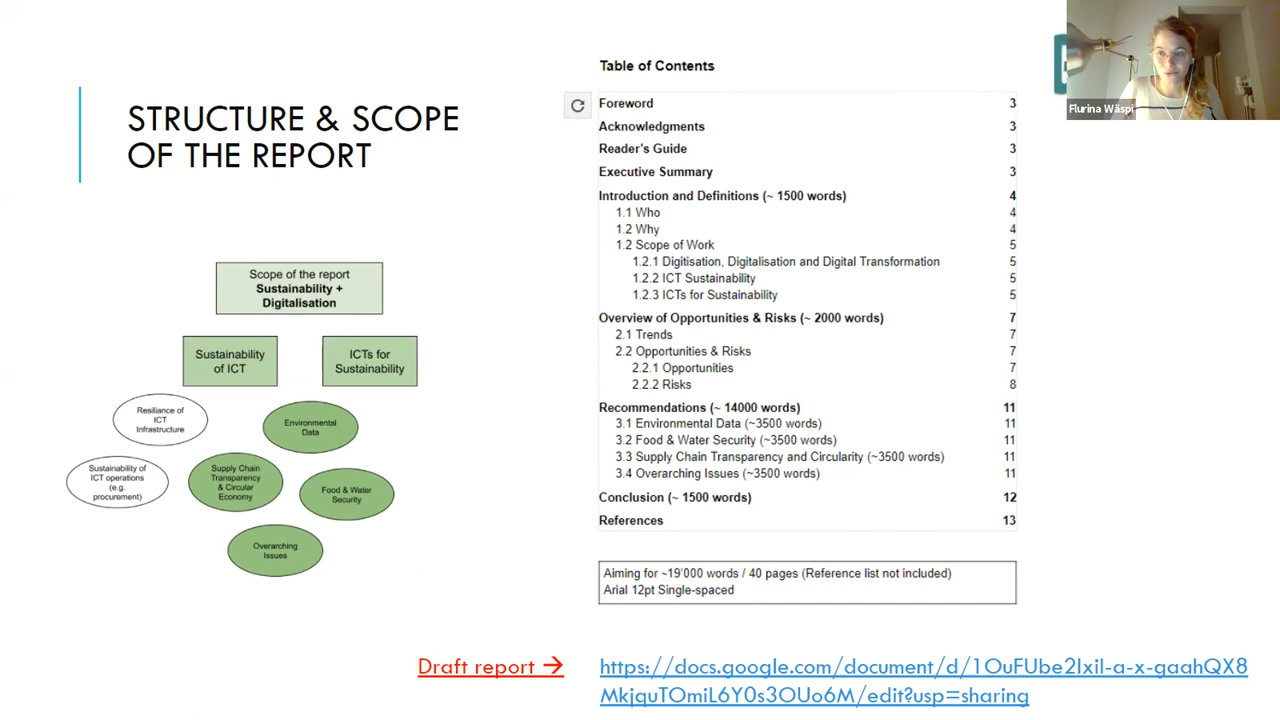 STRUCTURE & SCOPE
OF THE REPORT
Scope of the report
Sustainability +
Digitalisation
Sustainability
of ICT
ICTs for
Sustainability
Resiliance of
ICT
Infrastructure
Environmental
Data
Sustainability of
ICT operations
(e.g.
procurement)
Supply Chain
Transparency
& Circular
Economy
Food & Water
Security
Overarching
Issues
Table of Contents
Foreword 3
Acknowledgments 3
Reader's Guide 3
Executive Summary 3
Introduction and Definitions (~ 1500 words) 4
1.1 Who 4
1.2 Why 4
1.2 Scope of Work 5
1.2.1 Digitisation, Digitalisation and Digital Transformation 5
1.2.2 ICT Sustainability 5
1.2.3 ICTs for Sustainability 5
Overview of Opportunities & Risks (~ 2000 words) 7
2.1 Trends 7
2.2 Opportunities & Risks 7
2.2.1 Opportunities 7
2.2.2 Risks 8
Recommendations (~ 14000 words) 11
3.1 Environmental Data (~3500 words) 11
3.2 Food & Water Security (~3500 words) 11
3.3 Supply Chain Transparency and Circularity (~3500 words) 11
3.4 Overarching Issues (~3500 words) 11
Conclusion (~ 1500 words) 12
References 13
Aiming for ~19'000 words / 40 pages (Reference list not included)
Arial 12pt Single-spaced
Draft report →
https://docs.google.com/document/d/1OuFUbe2Ixil-a-x-gaahQX8
MkjquTOmiL6Y0s3OUo6M/edit?usp=sharing
Flurina Wäspi